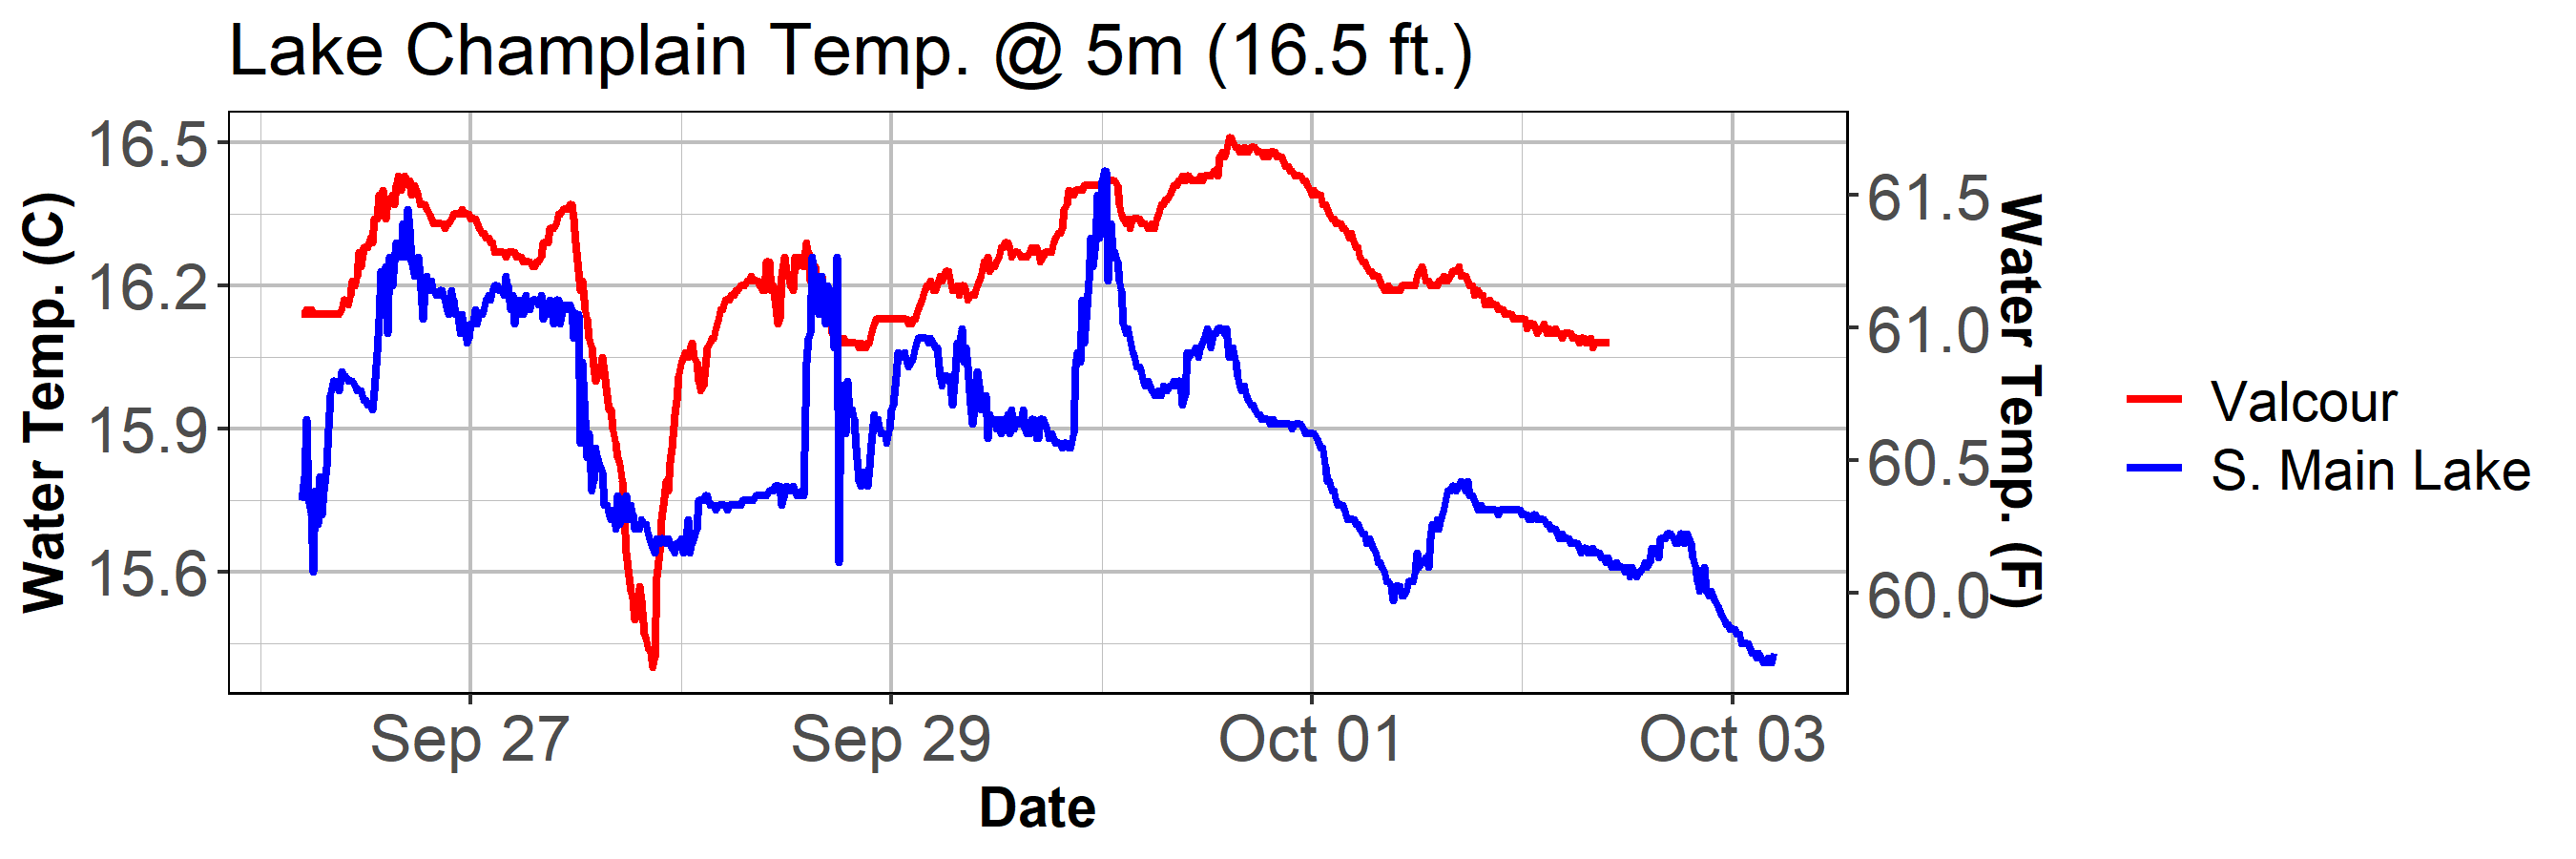 Lake Champlain Temp. @ 5m (16.5 ft.)
Water Temp. (C)
16.5
16.2
15.9
15.6
61.5
61.0
60.5
60.0
Water Temp. (F)
Sep 27
Sep 29
Oct 01
Oct 03
Date
Valcour
S. Main Lake